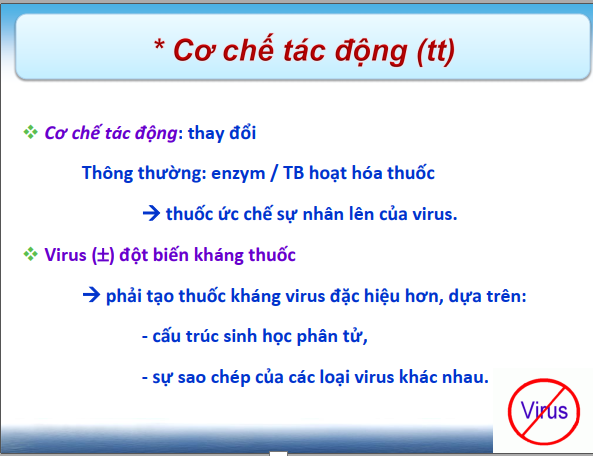 * Cơ chế tác động (tt)
❖ Cơ chế tác động: thay đổi
Thông thường: enzym / TB hoạt hóa thuốc
→ thuốc ức chế sự nhân lên của virus.
❖ Virus (±) đột biến kháng thuốc
→ phải tạo thuốc kháng virus đặc hiệu hơn, dựa trên:
- cấu trúc sinh học phân tử,
- sự sao chép của các loại virus khác nhau.
Virus